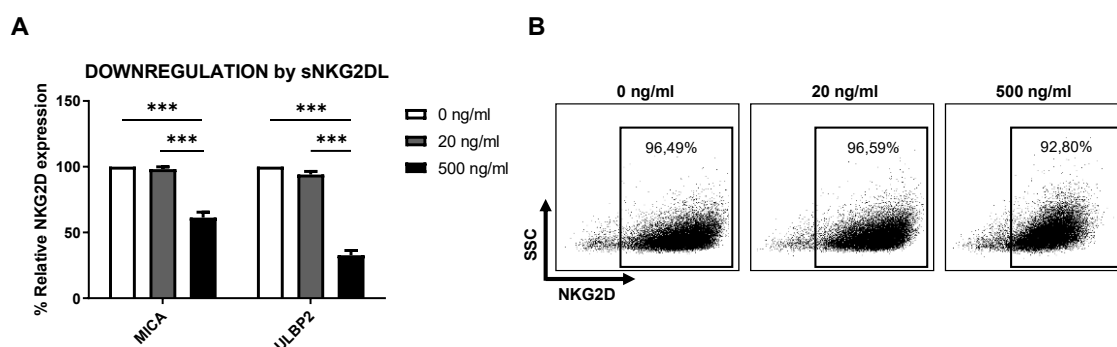 A
DOWNREGULATION by sNKG2DL
% Relative NKG2D expression
150
100
50
0
***
***
***
***
MICA
ULBP2
0 ng/ml
20 ng/ml
500 ng/ml
B
0 ng/ml
20 ng/ml
500 ng/ml
96,49%
96,59%
92,80%
SSC
NKG2D